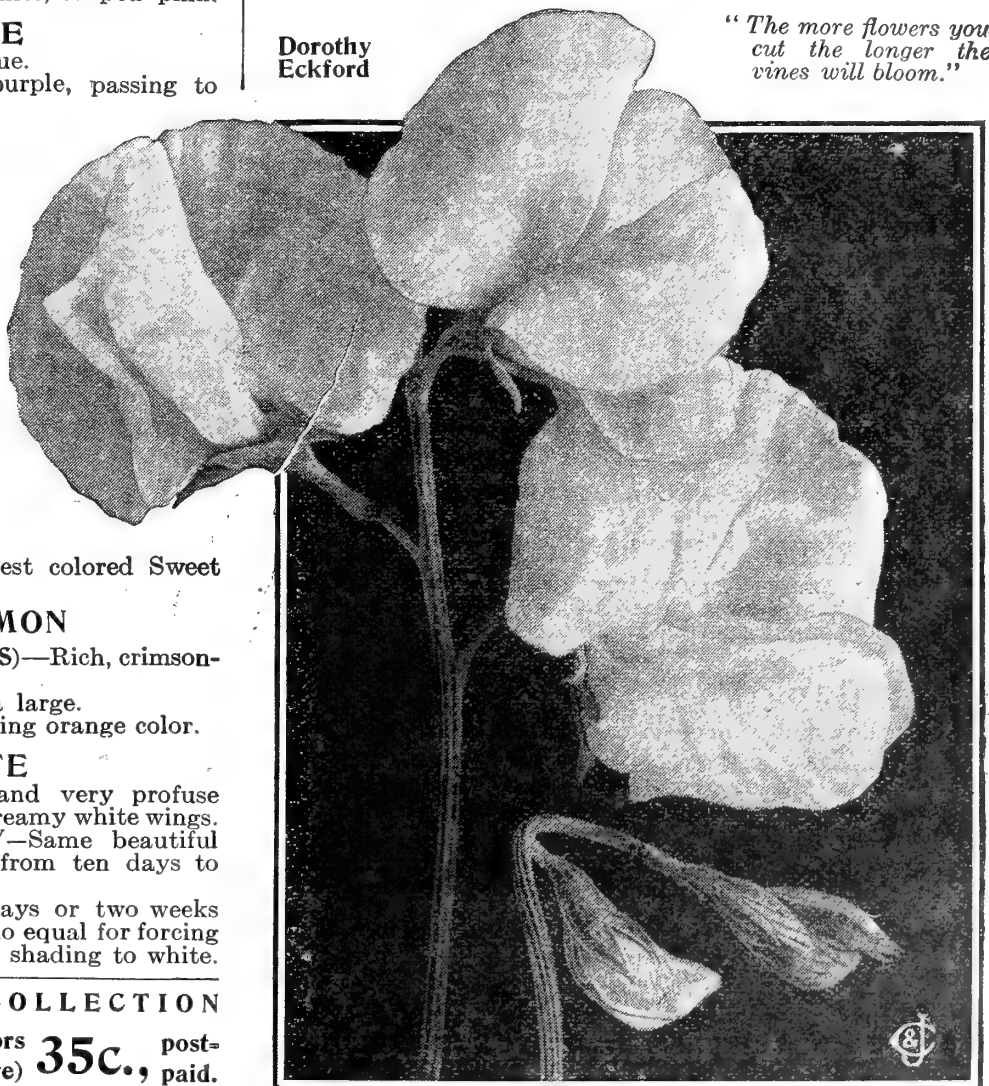 E
ue.
purple, passing to
Dorothy
Eckford
"The more flowers you
cut the longer the
vines will bloom."
est colored Sweet
MON
S)—Rich, crimson-
large.
ing orange color.
TE
and very profuse
reamy white wings.
Y—Same beautiful
from ten days to
ays or two weeks
o equal for forcing
shading to white.
OLLECTION
ors 35c., post-
re) paid.
C&J